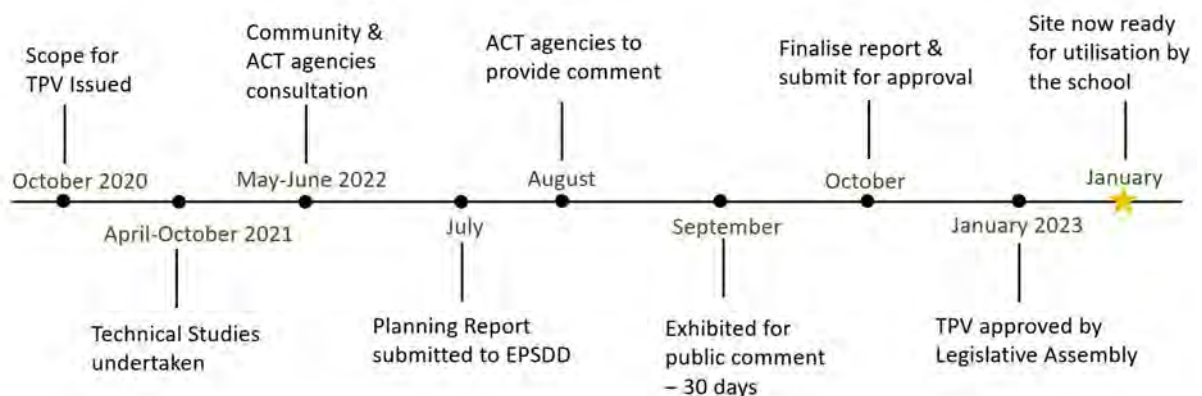 Scope for
TPV Issued
October 2020
April-October 2021
Technical Studies
undertaken
Community &
ACT agencies
consultation
May-June 2022
July
Planning Report
submitted to EPSDD
ACT agencies to
provide comment
August
September
Exhibited for
public comment
– 30 days
Finalise report &
submit for approval
October
January 2023
TPV approved by
Legislative Assembly
Site now ready
for utilisation by
the school
January